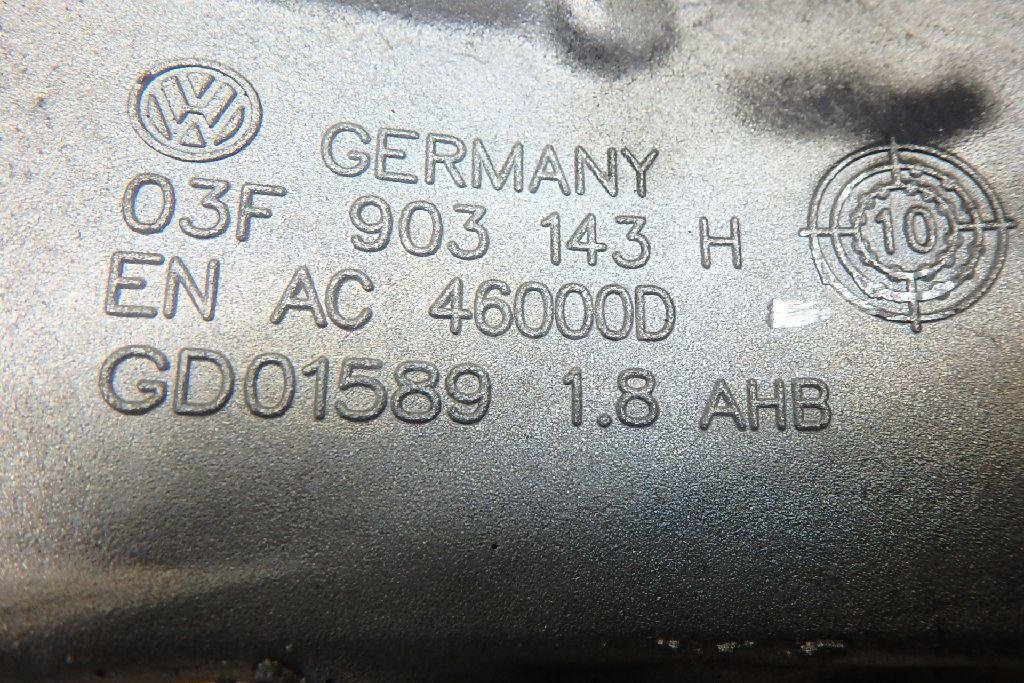 GERMANY
03F 903 143 H
EN AC 46000D
GD01589 1.8 AHB
10